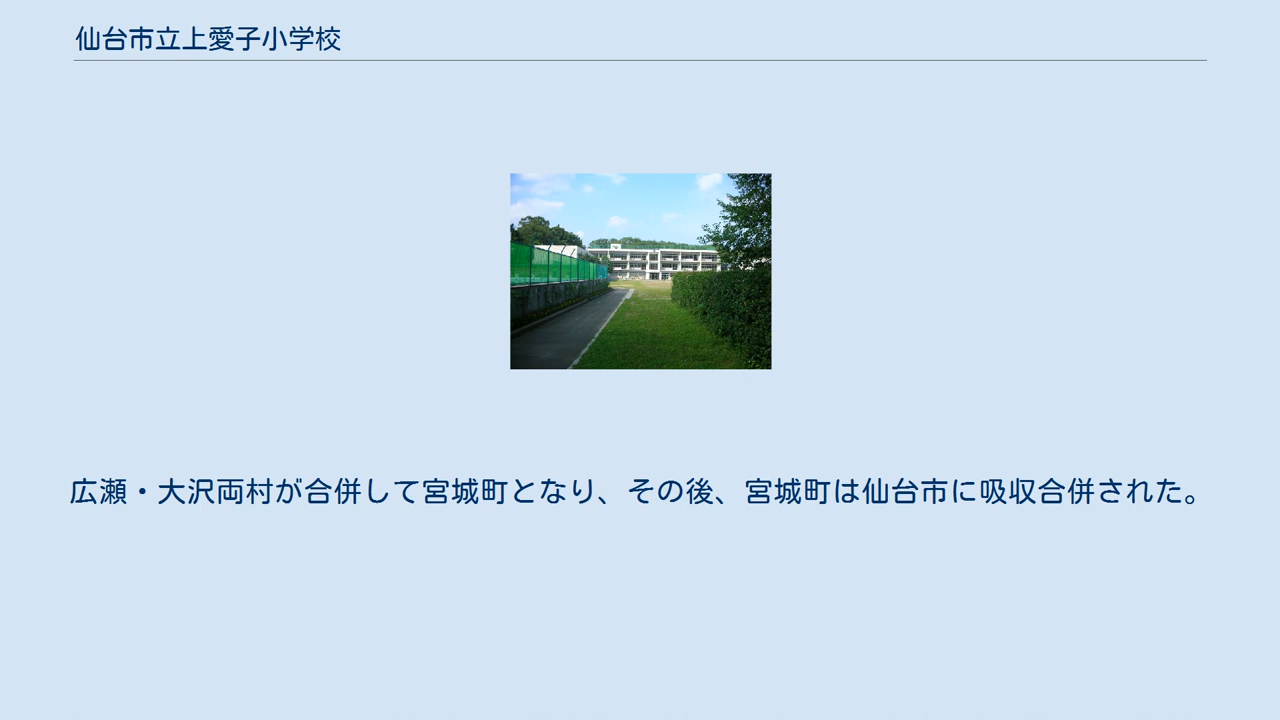 仙台市立上愛子小学校
広瀬・大沢両村が合併して宮城町となり、その後、宮城町は仙台市に吸収合併された。